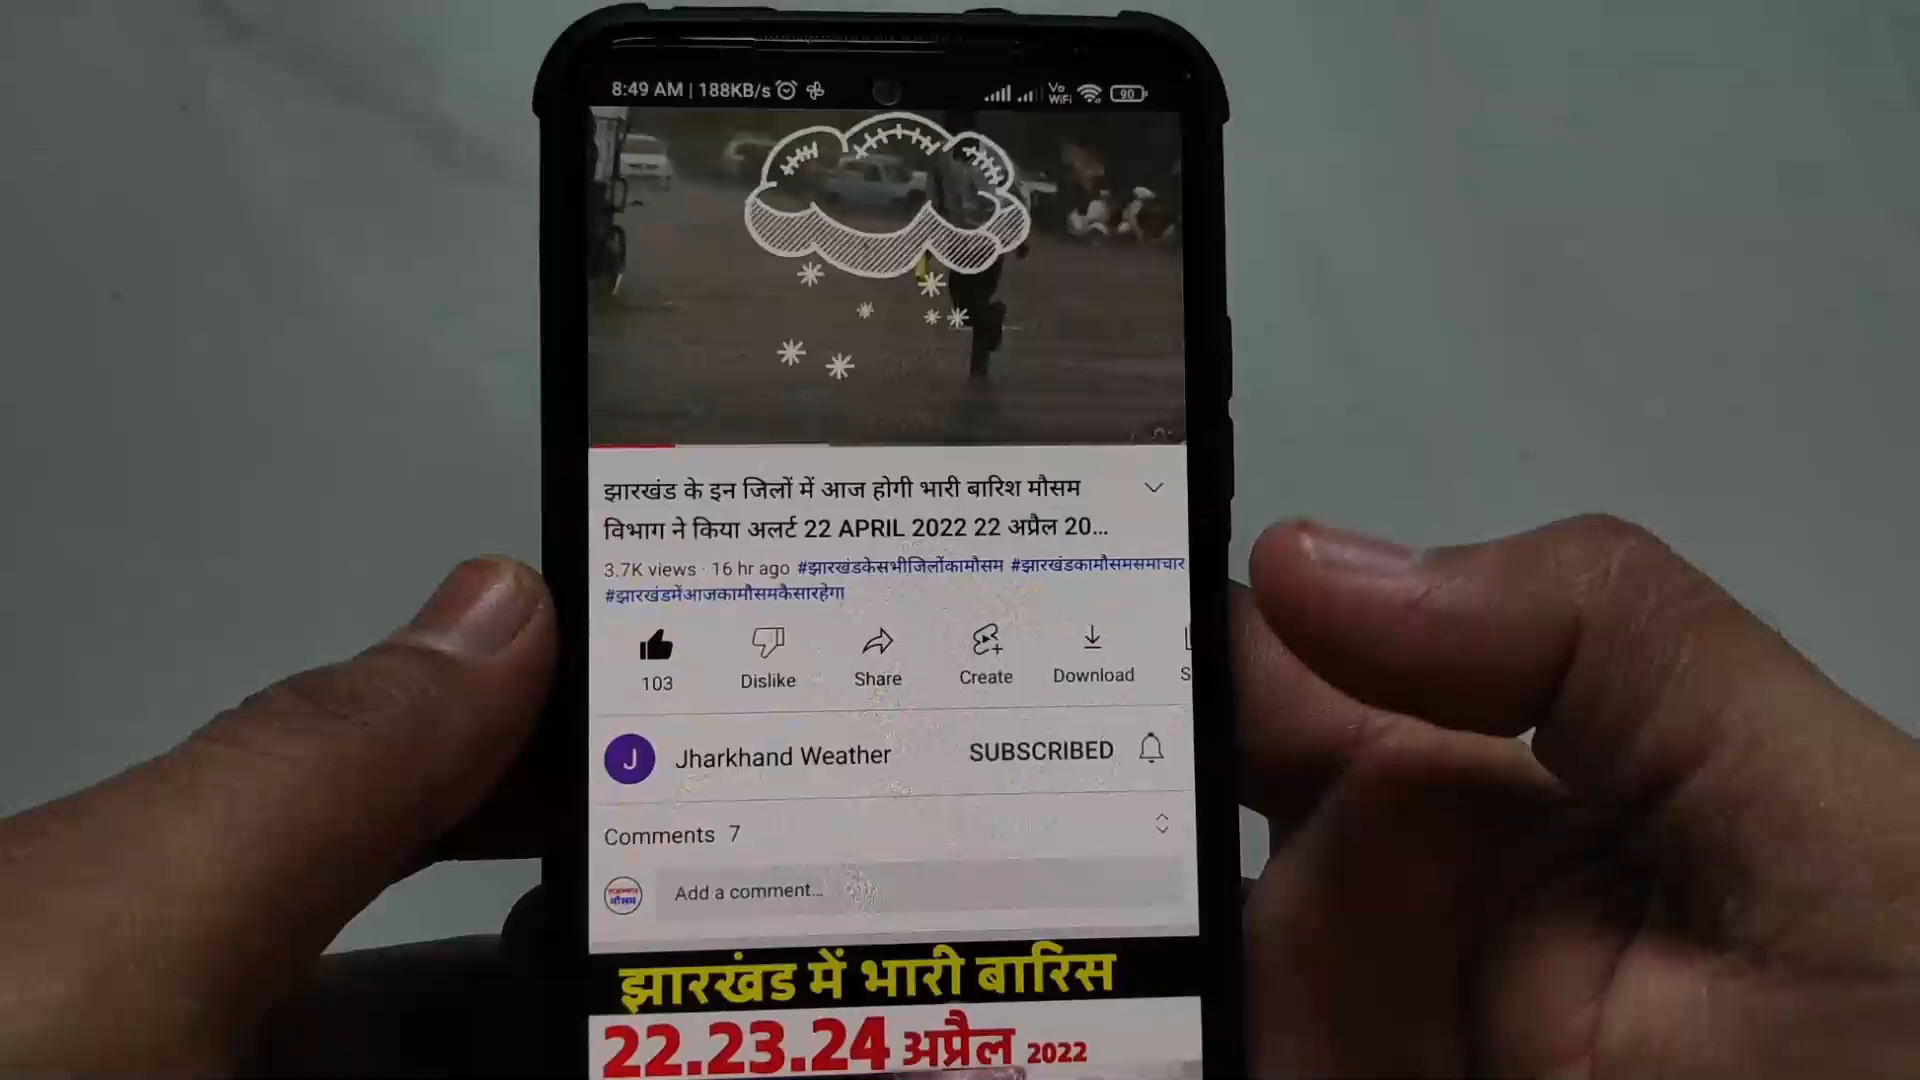 8:49 AM | 188KB/s
Vo WiFi
90
झारखंड के इन जिलों में आज होगी भारी बारिश मौसम
विभाग ने किया अलर्ट 22 APRIL 2022 22 अप्रैल 20...
3.7K views · 16 hr ago #झारखंडकेसभीजिलोंकामौसम #झारखंडकामौसमसमाचार
#झारखंडमेंआजकामौसमकैसारहेगा
103 Dislike Share Create Download
J Jharkhand Weather SUBSCRIBED
Comments 7
मौसम
Add a comment...
झारखंड में भारी बारिस
22.23.24 अप्रैल 2022